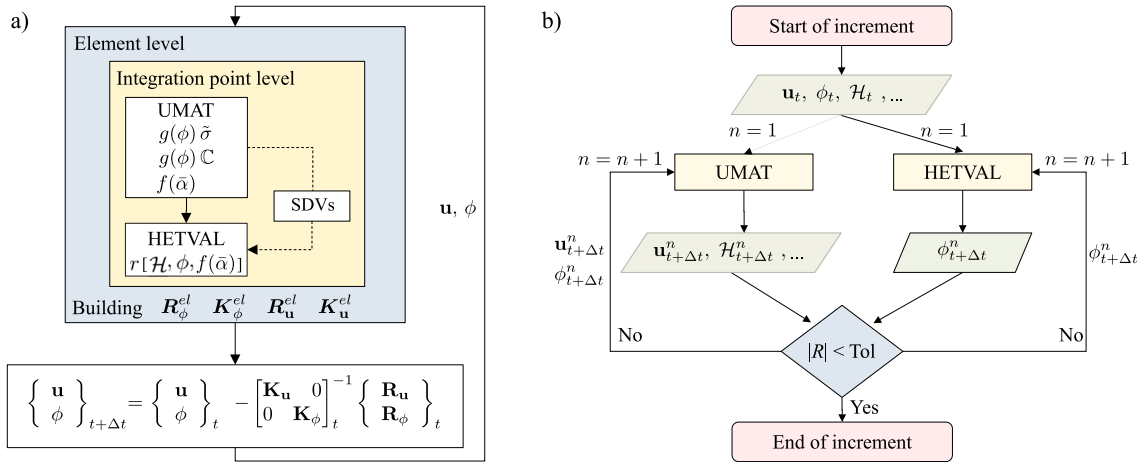 a)
Element level
Integration point level
UMAT
g(ϕ) σ̃
g(ϕ) ℂ
f(ᾱ)
SDVs
HETVAL
r[ℋ, ϕ, f(ᾱ)]
Building R_ϕ^{el} K_ϕ^{el} R_u^{el} K_u^{el}
u, ϕ
{ u ϕ }_{t+Δt} = { u ϕ }_t − [ K_u 0 0 K_ϕ ]_t^{−1} { R_u R_ϕ }_t
b)
Start of increment
u_t, ϕ_t, ℋ_t ,...
n = 1
n = 1
n = n + 1
n = n + 1
UMAT
HETVAL
u_{t+Δt}^n
ϕ_{t+Δt}^n
u_{t+Δt}^n, ℋ_{t+Δt}^n ,...
ϕ_{t+Δt}^n
ϕ_{t+Δt}^n
No
No
|R| < Tol
Yes
End of increment